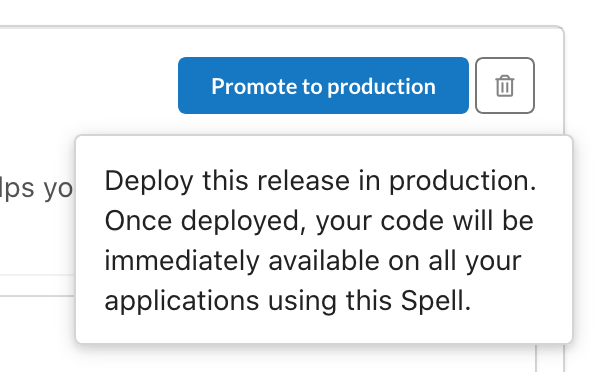 Promote to production
lps yo
Deploy this release in production.
Once deployed, your code will be
immediately available on all your
applications using this Spell.